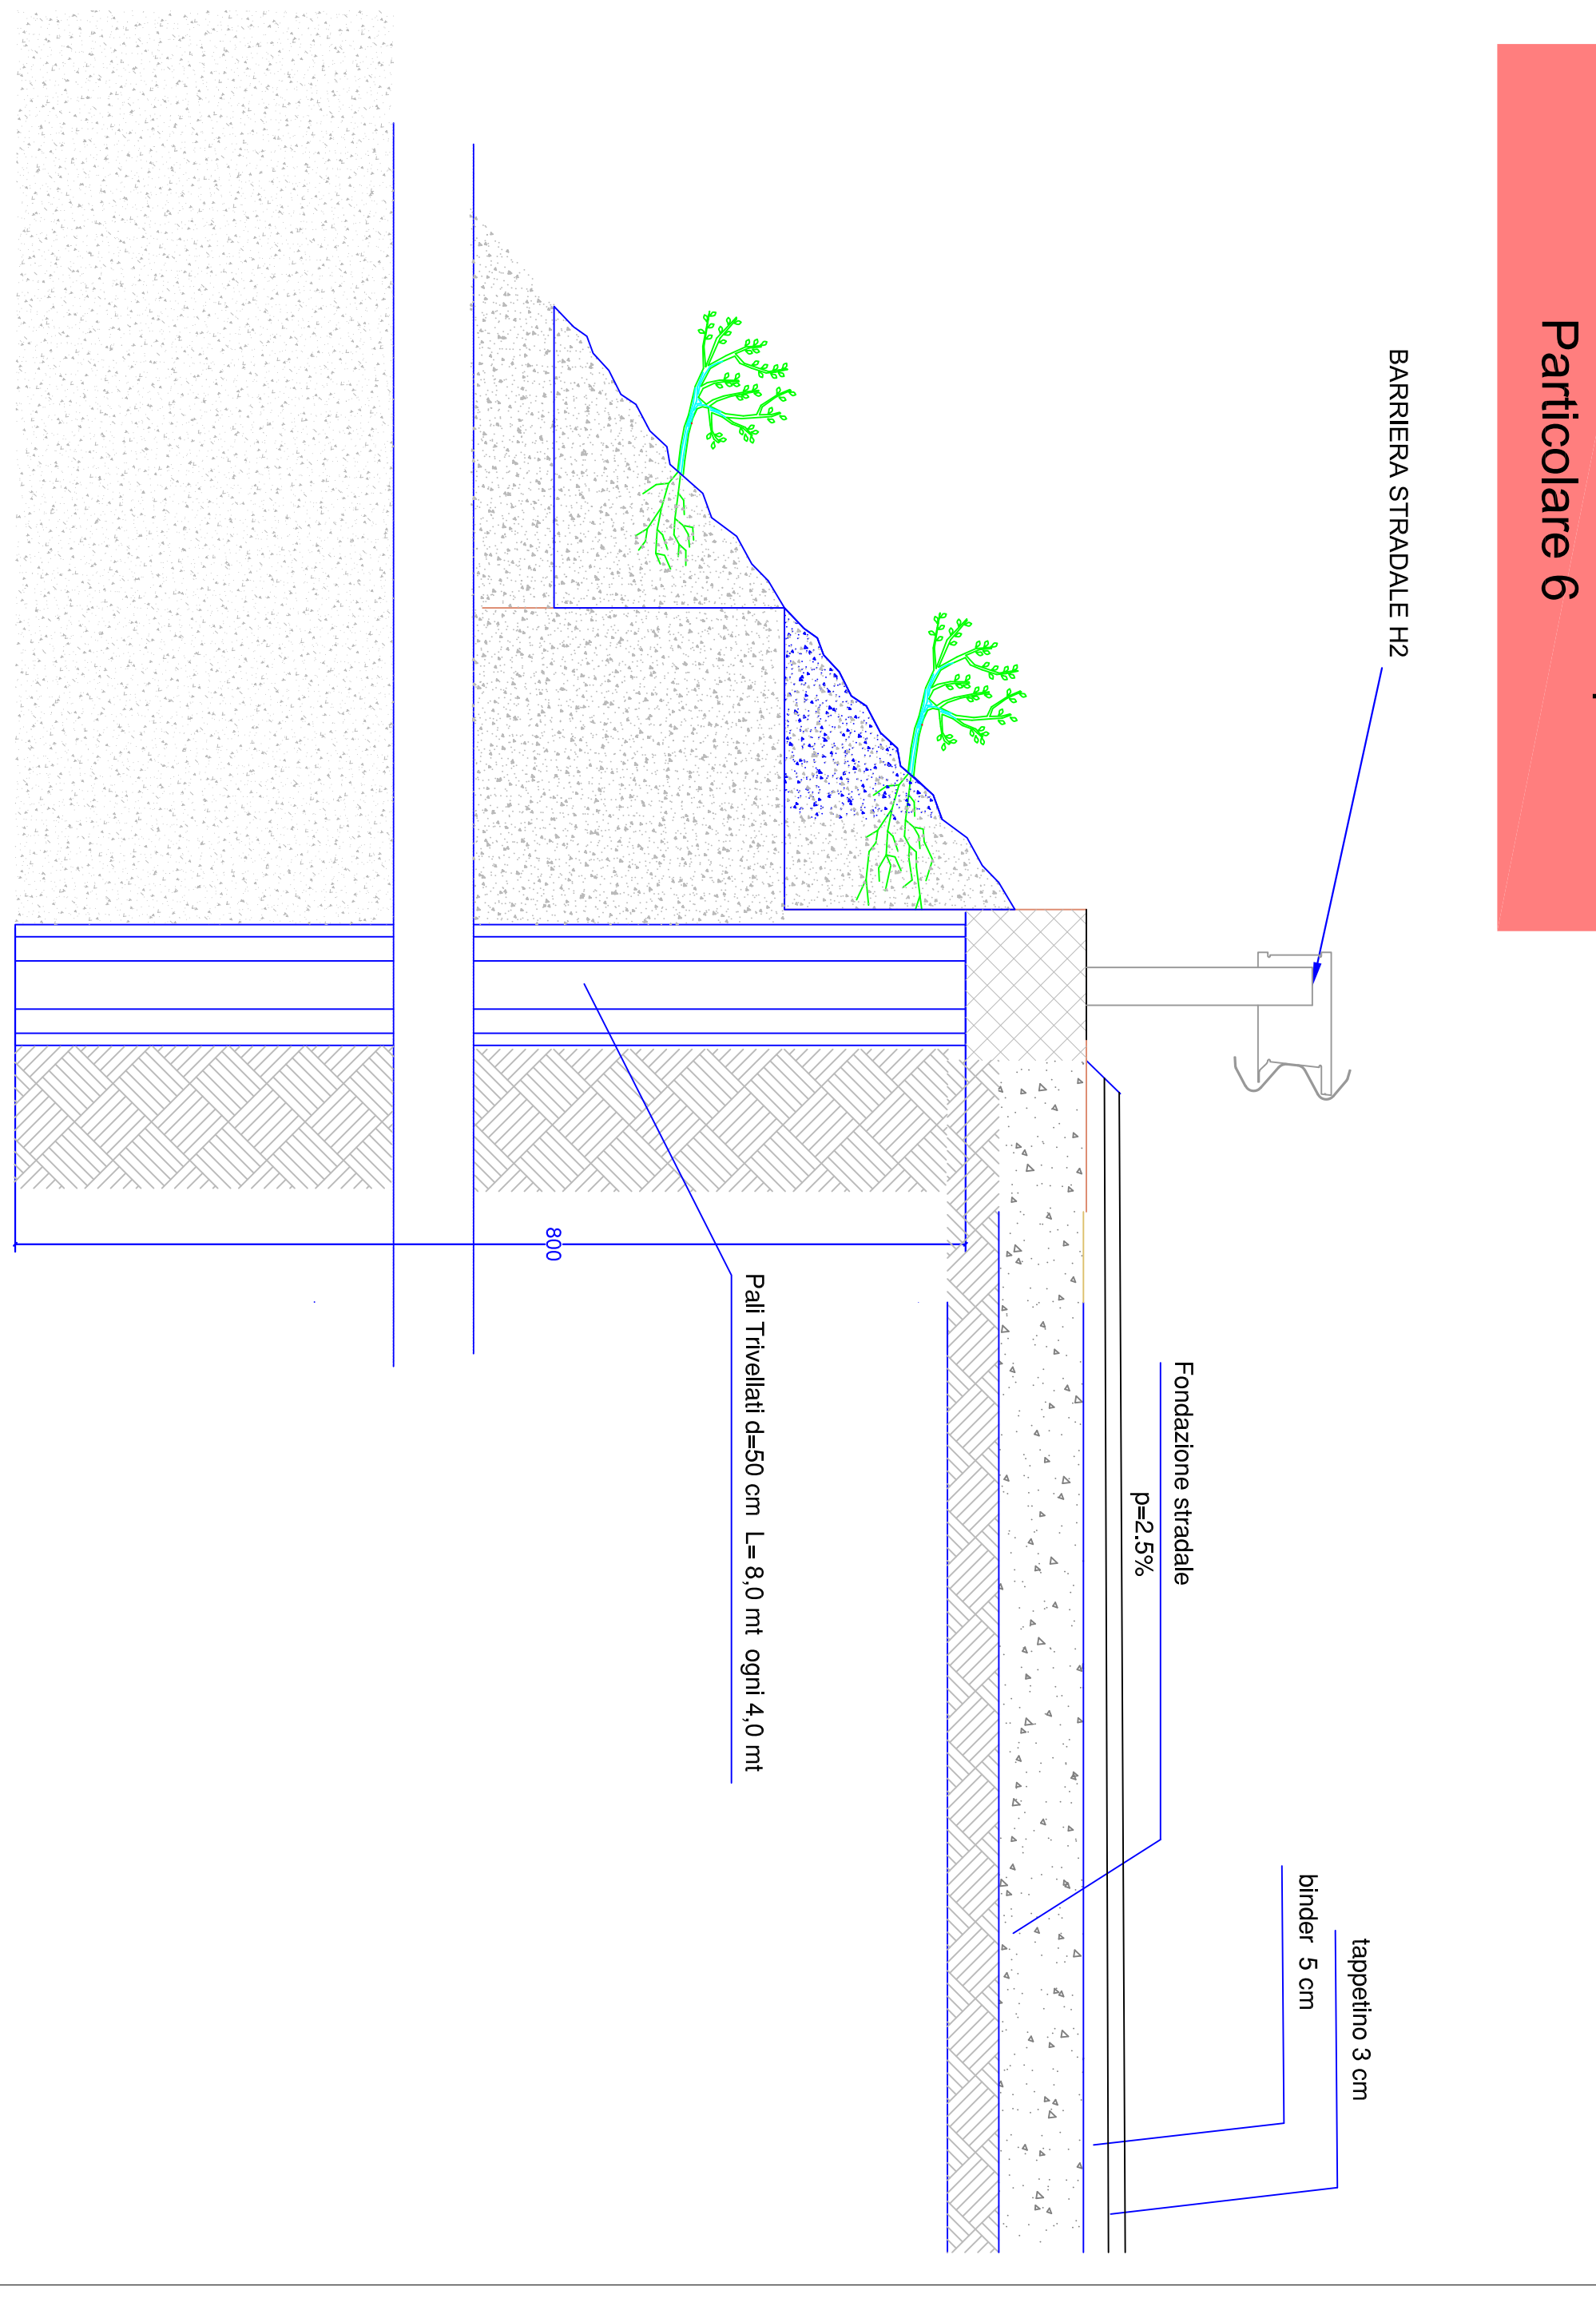 Particolare 6
BARRIERA STRADALE H2
tappetino 3 cm
binder 5 cm
Fondazione stradale
p=2.5%
Pali Trivellati d=50 cm L= 8,0 mt ogni 4,0 mt
800